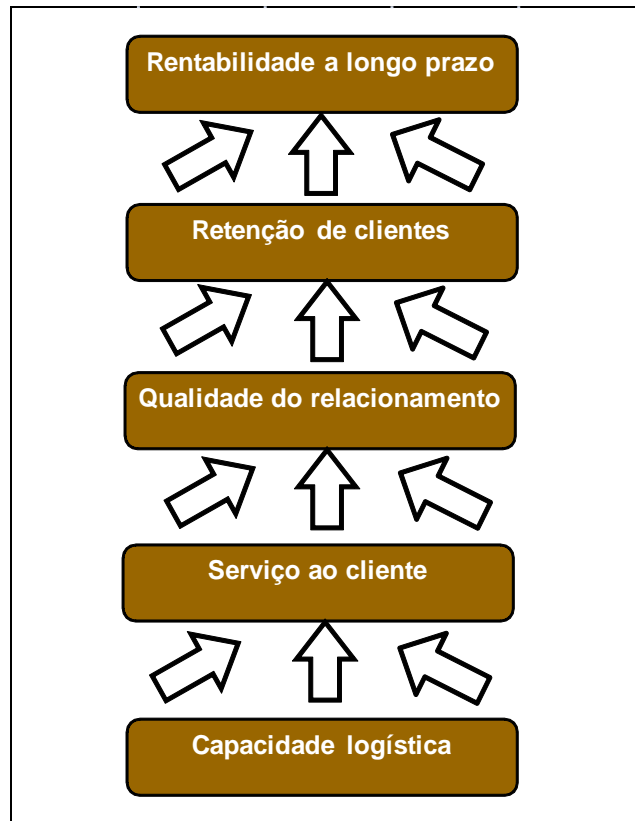 Rentabilidade a longo prazo
Retenção de clientes
Qualidade do relacionamento
Serviço ao cliente
Capacidade logística